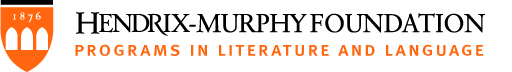 1876
HENDRIX-MURPHY FOUNDATION
PROGRAMS IN LITERATURE AND LANGUAGE